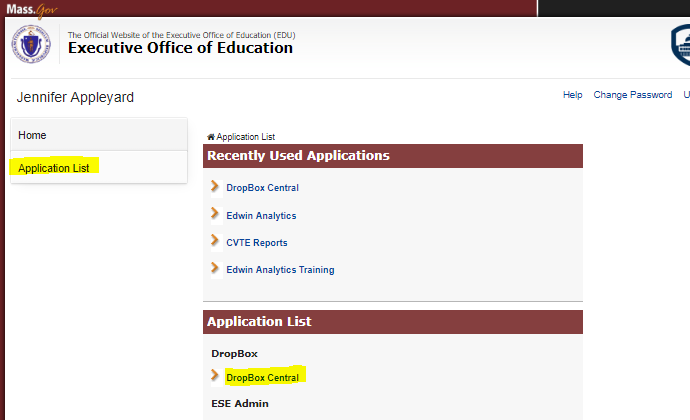 Mass.Gov
The Official Website of the Executive Office of Education (EDU)
Executive Office of Education
Jennifer Appleyard
Help Change Password U
Home
Application List
Application List
Recently Used Applications
DropBox Central
Edwin Analytics
CVTE Reports
Edwin Analytics Training
Application List
DropBox
DropBox Central
ESE Admin